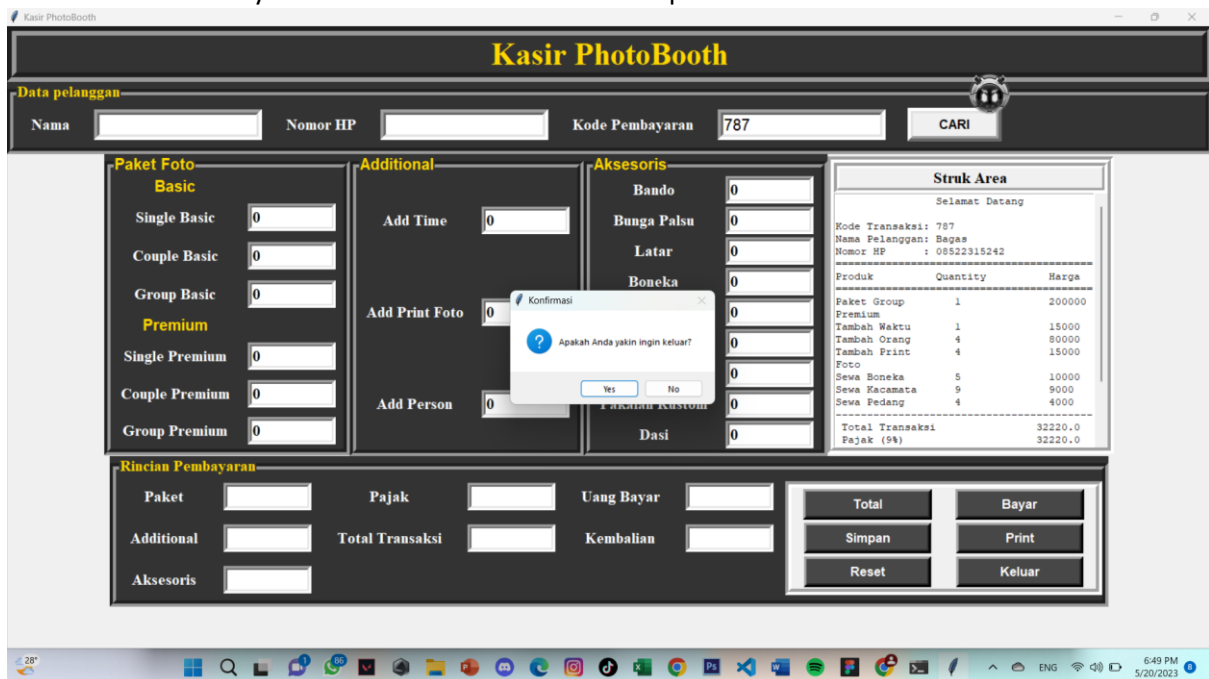 Kasir PhotoBooth
Kasir PhotoBooth
Data pelanggan
Nama Nomor HP Kode Pembayaran 787 CARI
Paket Foto
Basic
Single Basic 0
Couple Basic 0
Group Basic 0
Premium
Single Premium 0
Couple Premium 0
Group Premium 0
Additional
Add Time 0
Add Print Foto 0
Add Person 0
Aksesoris
Bando 0
Bunga Palsu 0
Latar 0
Boneka 0
0
0
0
Pakaian Kustom 0
Dasi 0
Konfirmasi
Apakah Anda yakin ingin keluar?
Yes No
Struk Area
Selamat Datang
Kode Transaksi: 787
Nama Pelanggan: Bagas
Nomor HP : 08522315242
Produk Quantity Harga
Paket Group 1 200000
Premium
Tambah Waktu 1 15000
Tambah Orang 4 80000
Tambah Print 4 15000
Foto
Sewa Boneka 5 10000
Sewa Kacamata 9 9000
Sewa Pedang 4 4000
Total Transaksi 32220.0
Pajak (9%) 32220.0
Rincian Pembayaran
Paket Pajak Uang Bayar
Additional Total Transaksi Kembalian
Aksesoris
Total Bayar
Simpan Print
Reset Keluar
28°
86
ENG
6:49 PM
5/20/2023
8